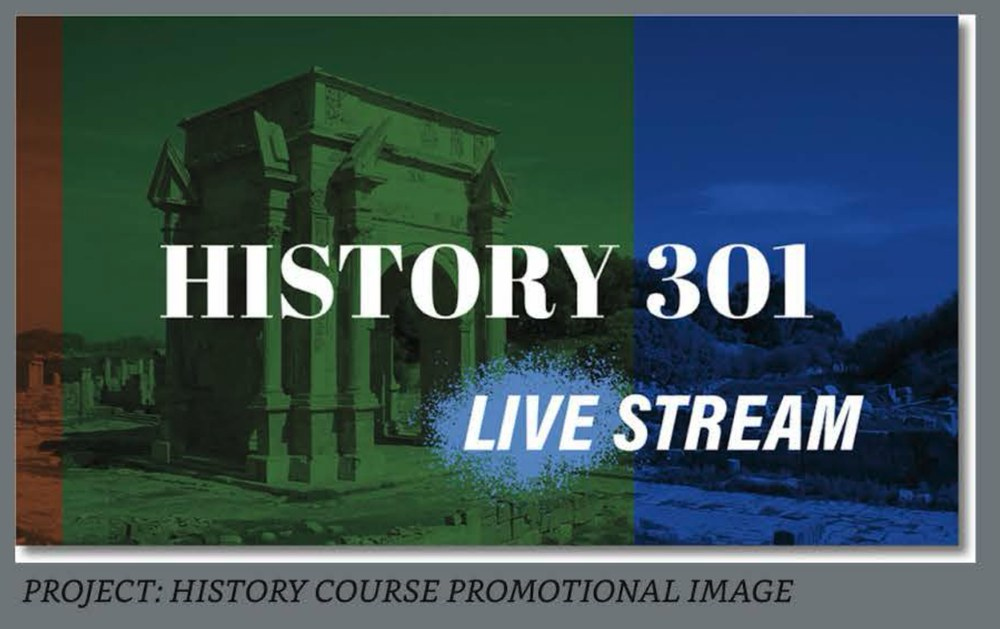 HISTORY 301
LIVE STREAM
PROJECT: HISTORY COURSE PROMOTIONAL IMAGE